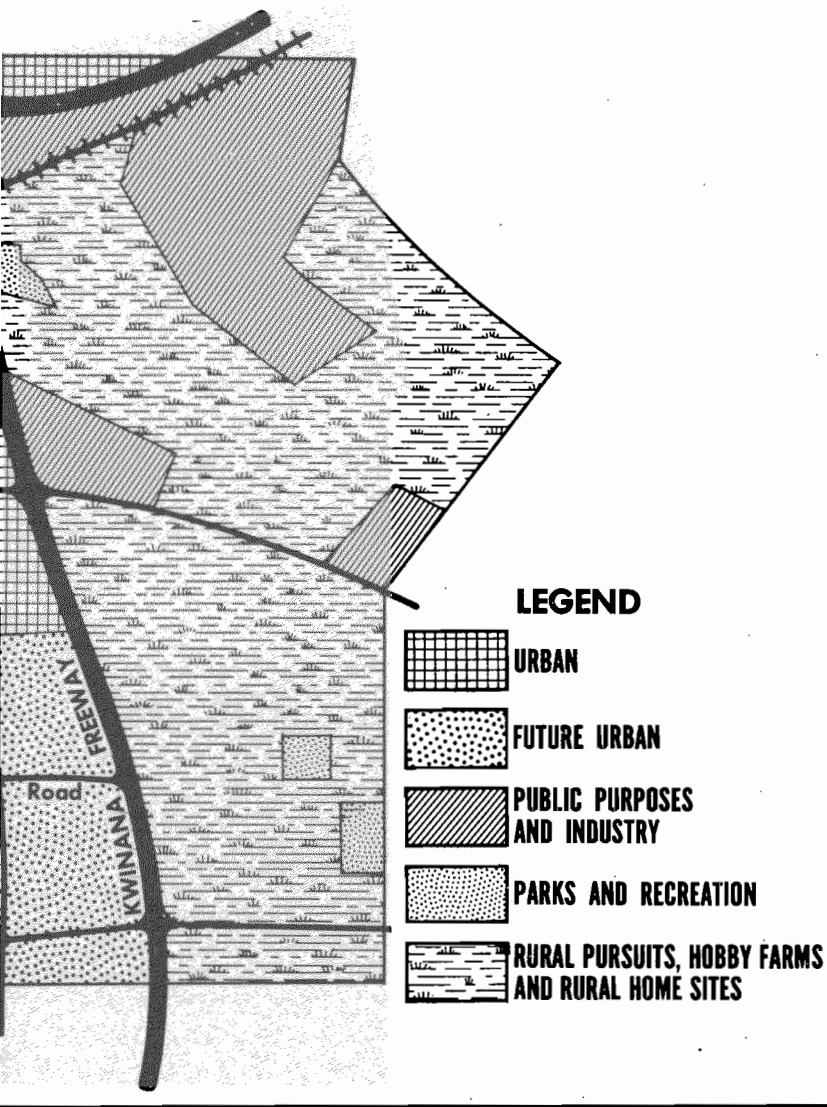 LEGEND
URBAN
FUTURE URBAN
PUBLIC PURPOSES
AND INDUSTRY
PARKS AND RECREATION
RURAL PURSUITS, HOBBY FARMS
AND RURAL HOME SITES
KWINANA FREEWAY
Road